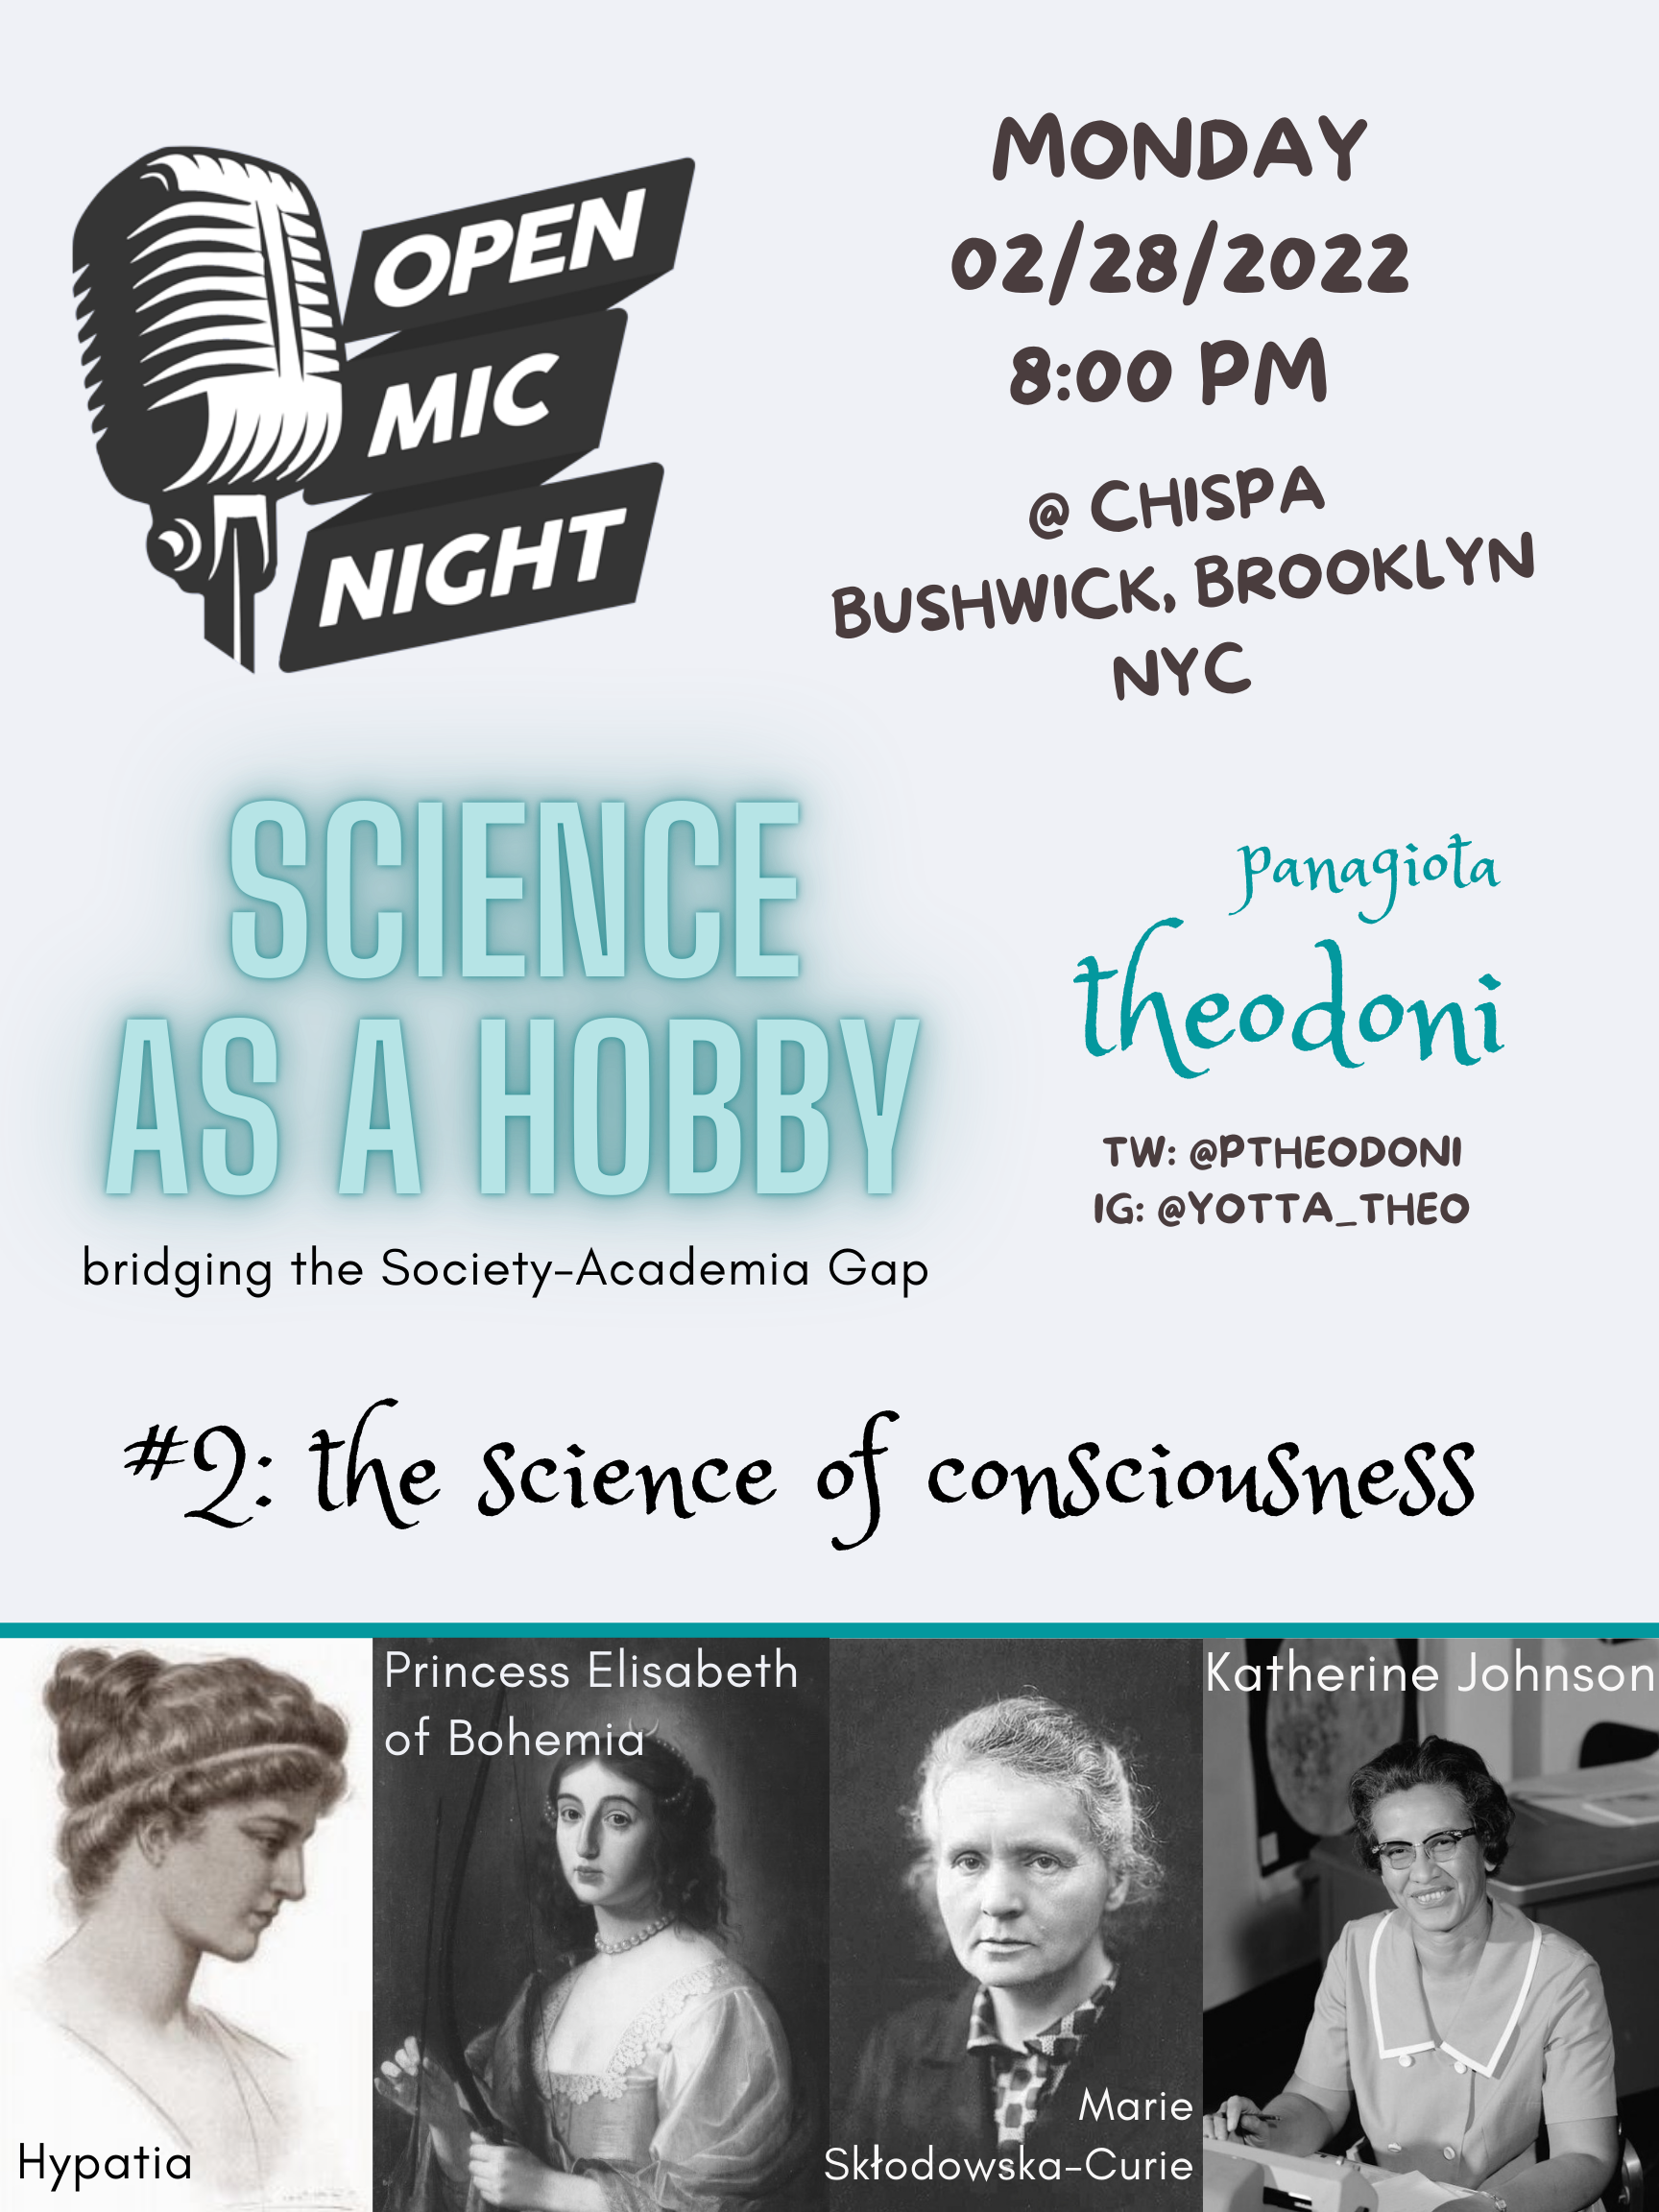 OPEN
MIC
NIGHT
MONDAY
02/28/2022
8:00 PM
@ CHISPA
BUSHWICK, BROOKLYN
NYC
SCIENCE
AS A HOBBY
bridging the Society-Academia Gap
panagiota
theodoni
TW: @PTHEODONI
IG: @YOTTA_THEO
#2: the science of consciousness
Hypatia
Princess Elisabeth
of Bohemia
Marie
Skłodowska-Curie
Katherine Johnson